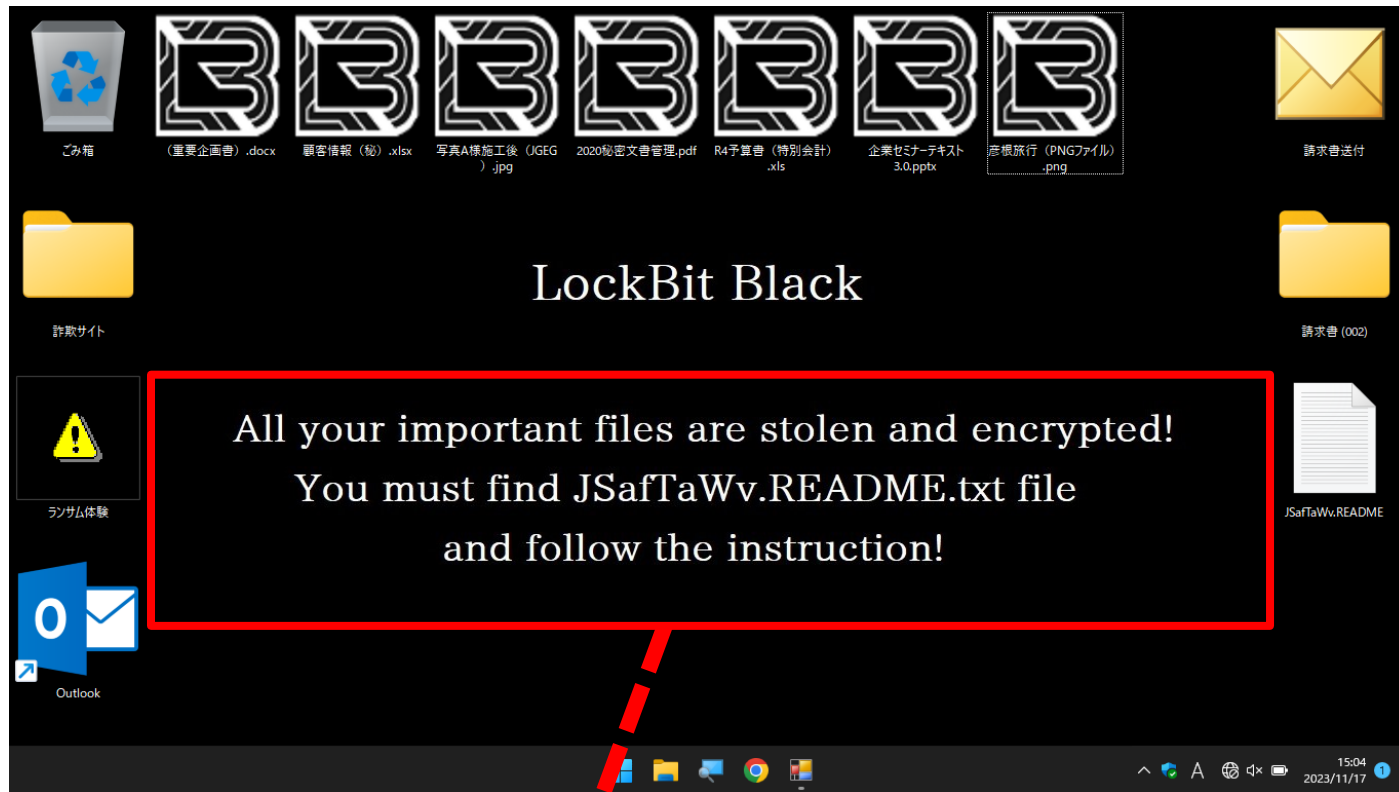 ごみ箱
(重要企画書) .docx
顧客情報(秘).xlsx
写真A様施工後(JGEG
).jpg
2020秘密文書管理.pdf
R4予算書(特別会計)
.xls
企業セミナーテキスト
3.0.pptx
彦根旅行(PNGファイル)
.png
請求書送付
詐欺サイト
LockBit Black
請求書 (002)
All your important files are stolen and encrypted!
You must find JSafTaWv.README.txt file
and follow the instruction!
ランサム体験
JSafTaWv.README
Outlook
A
15:04
2023/11/17
1